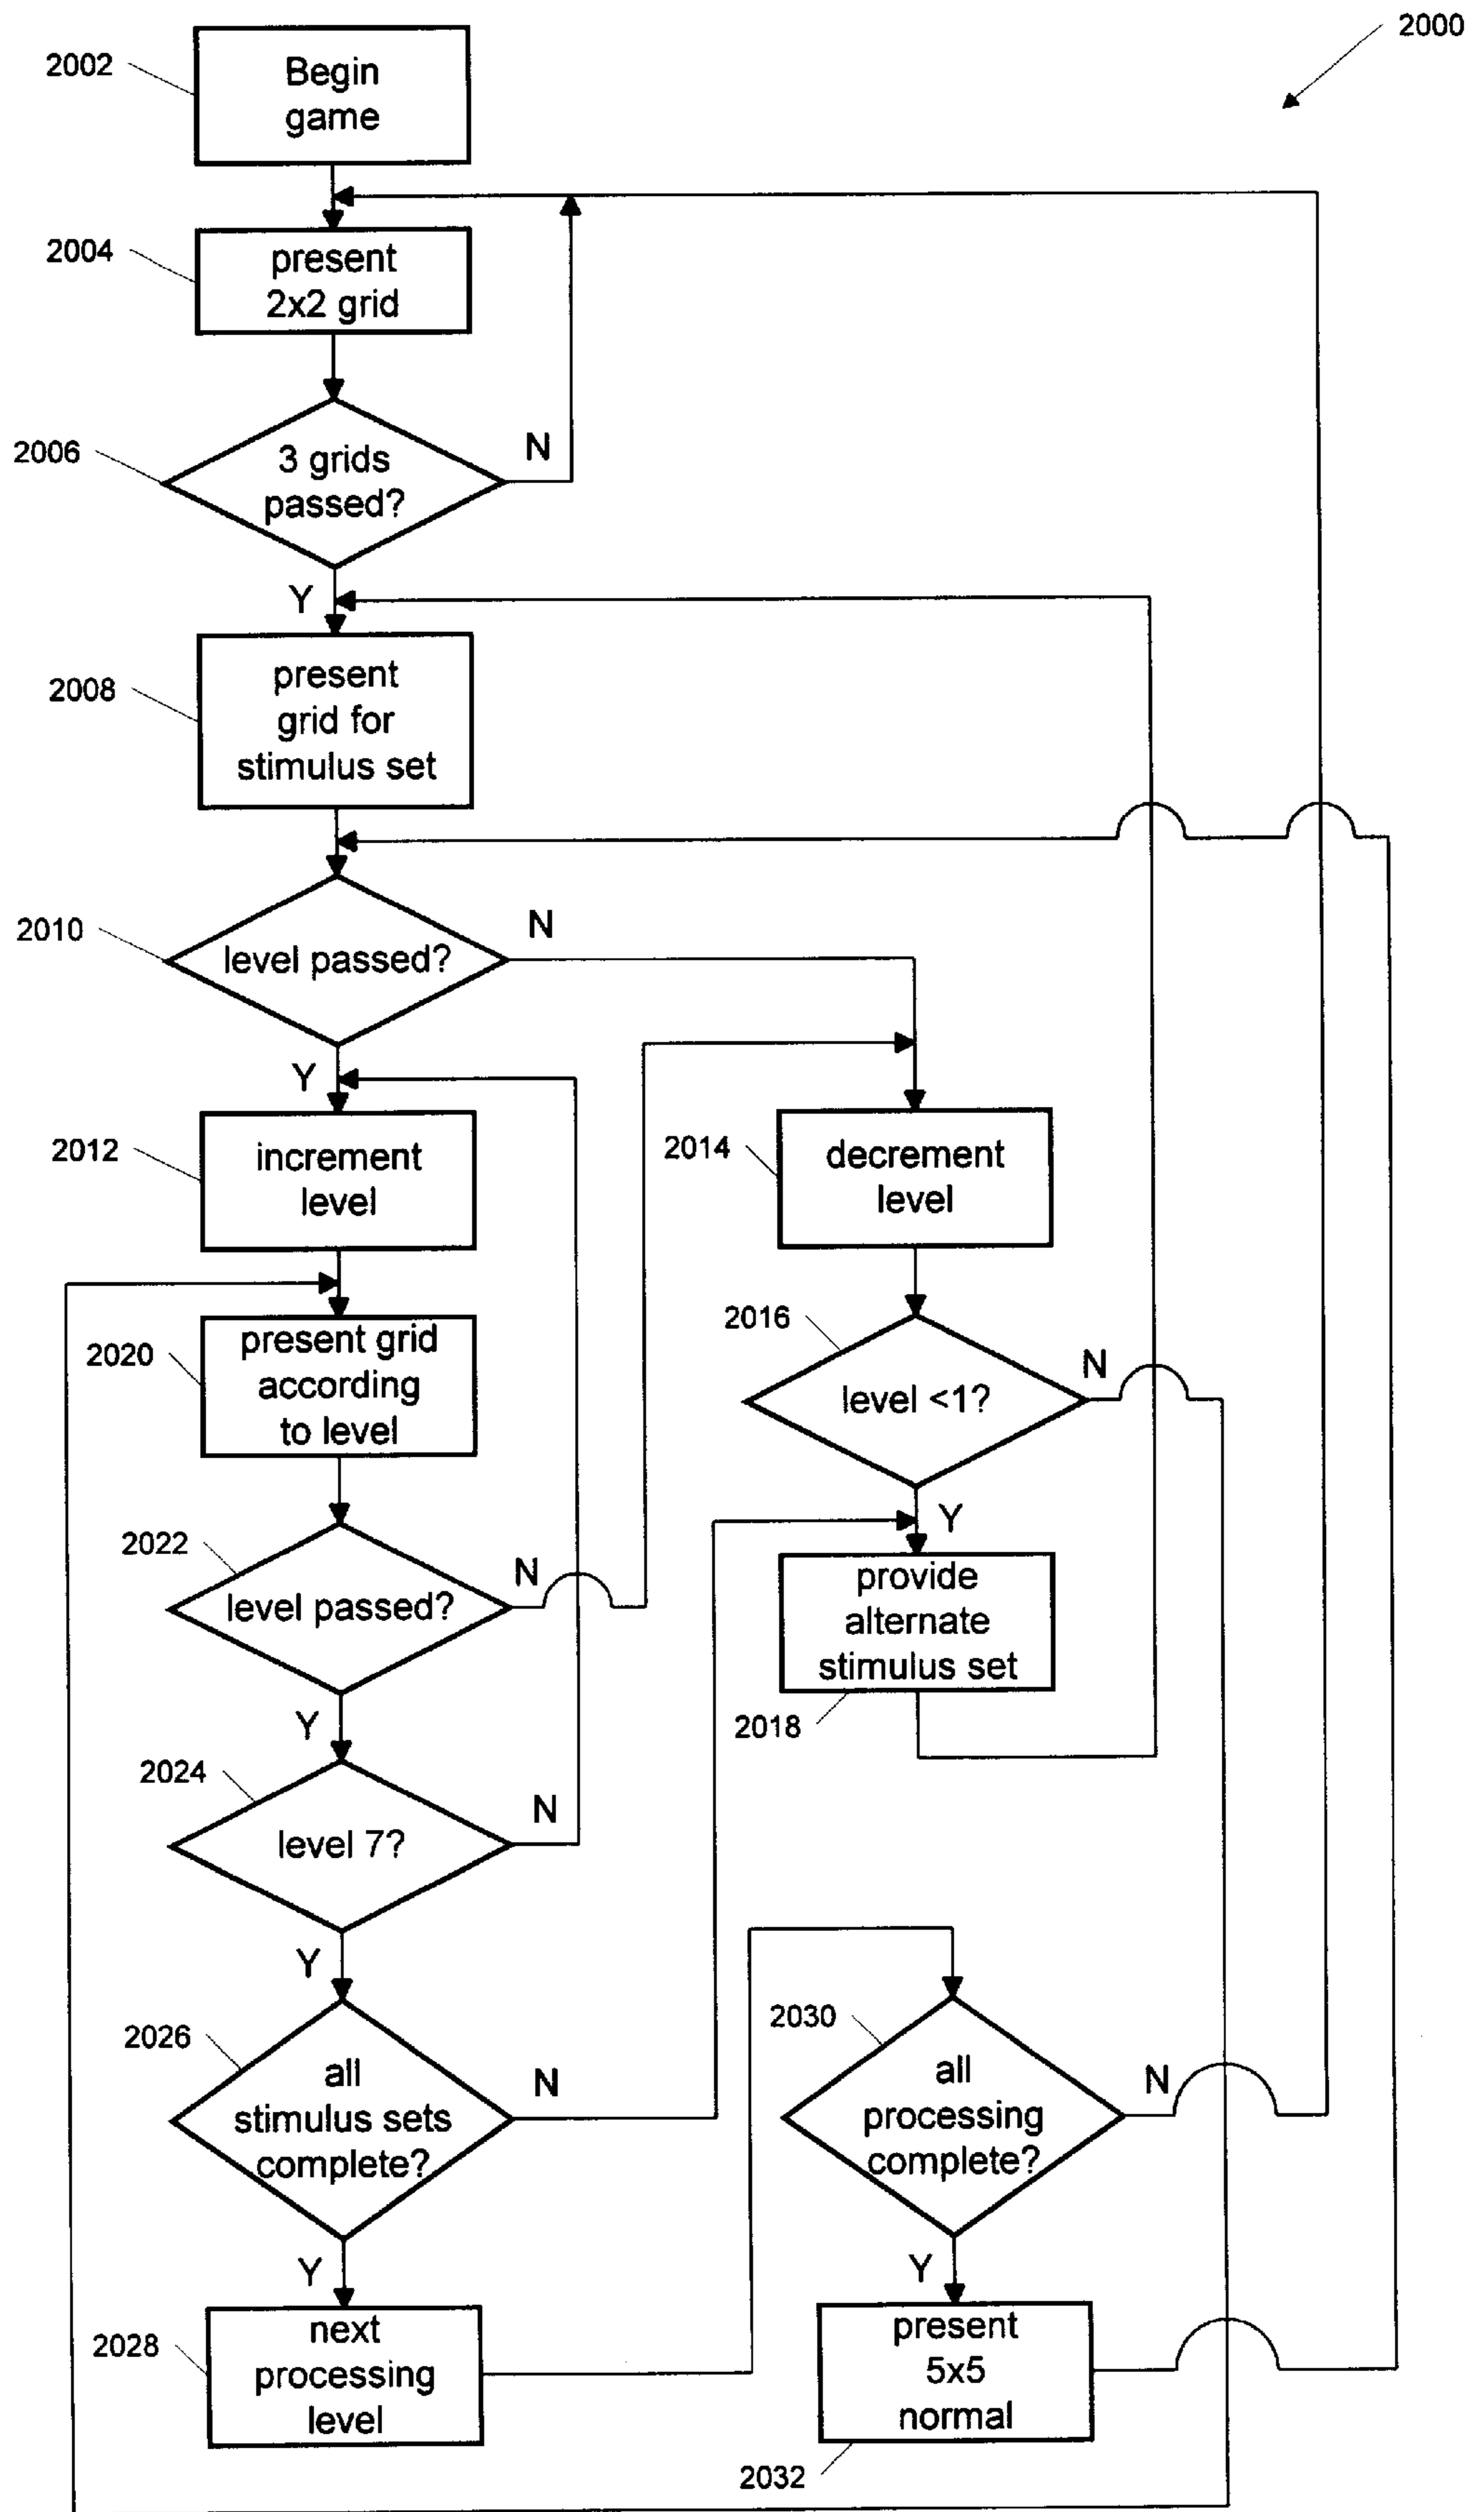 2000
2002
Begin
game
2004
present
2x2 grid
2006
3 grids
passed?
N
Y
2008
present
grid for
stimulus set
2010
level passed?
N
Y
2012
increment
level
2014
decrement
level
2016
level <1?
N
Y
2018
provide
alternate
stimulus set
2020
present grid
according
to level
2022
level passed?
N
Y
2024
level 7?
N
Y
2026
all
stimulus sets
complete?
N
Y
2028
next
processing
level
2030
all
processing
complete?
N
Y
2032
present
5x5
normal